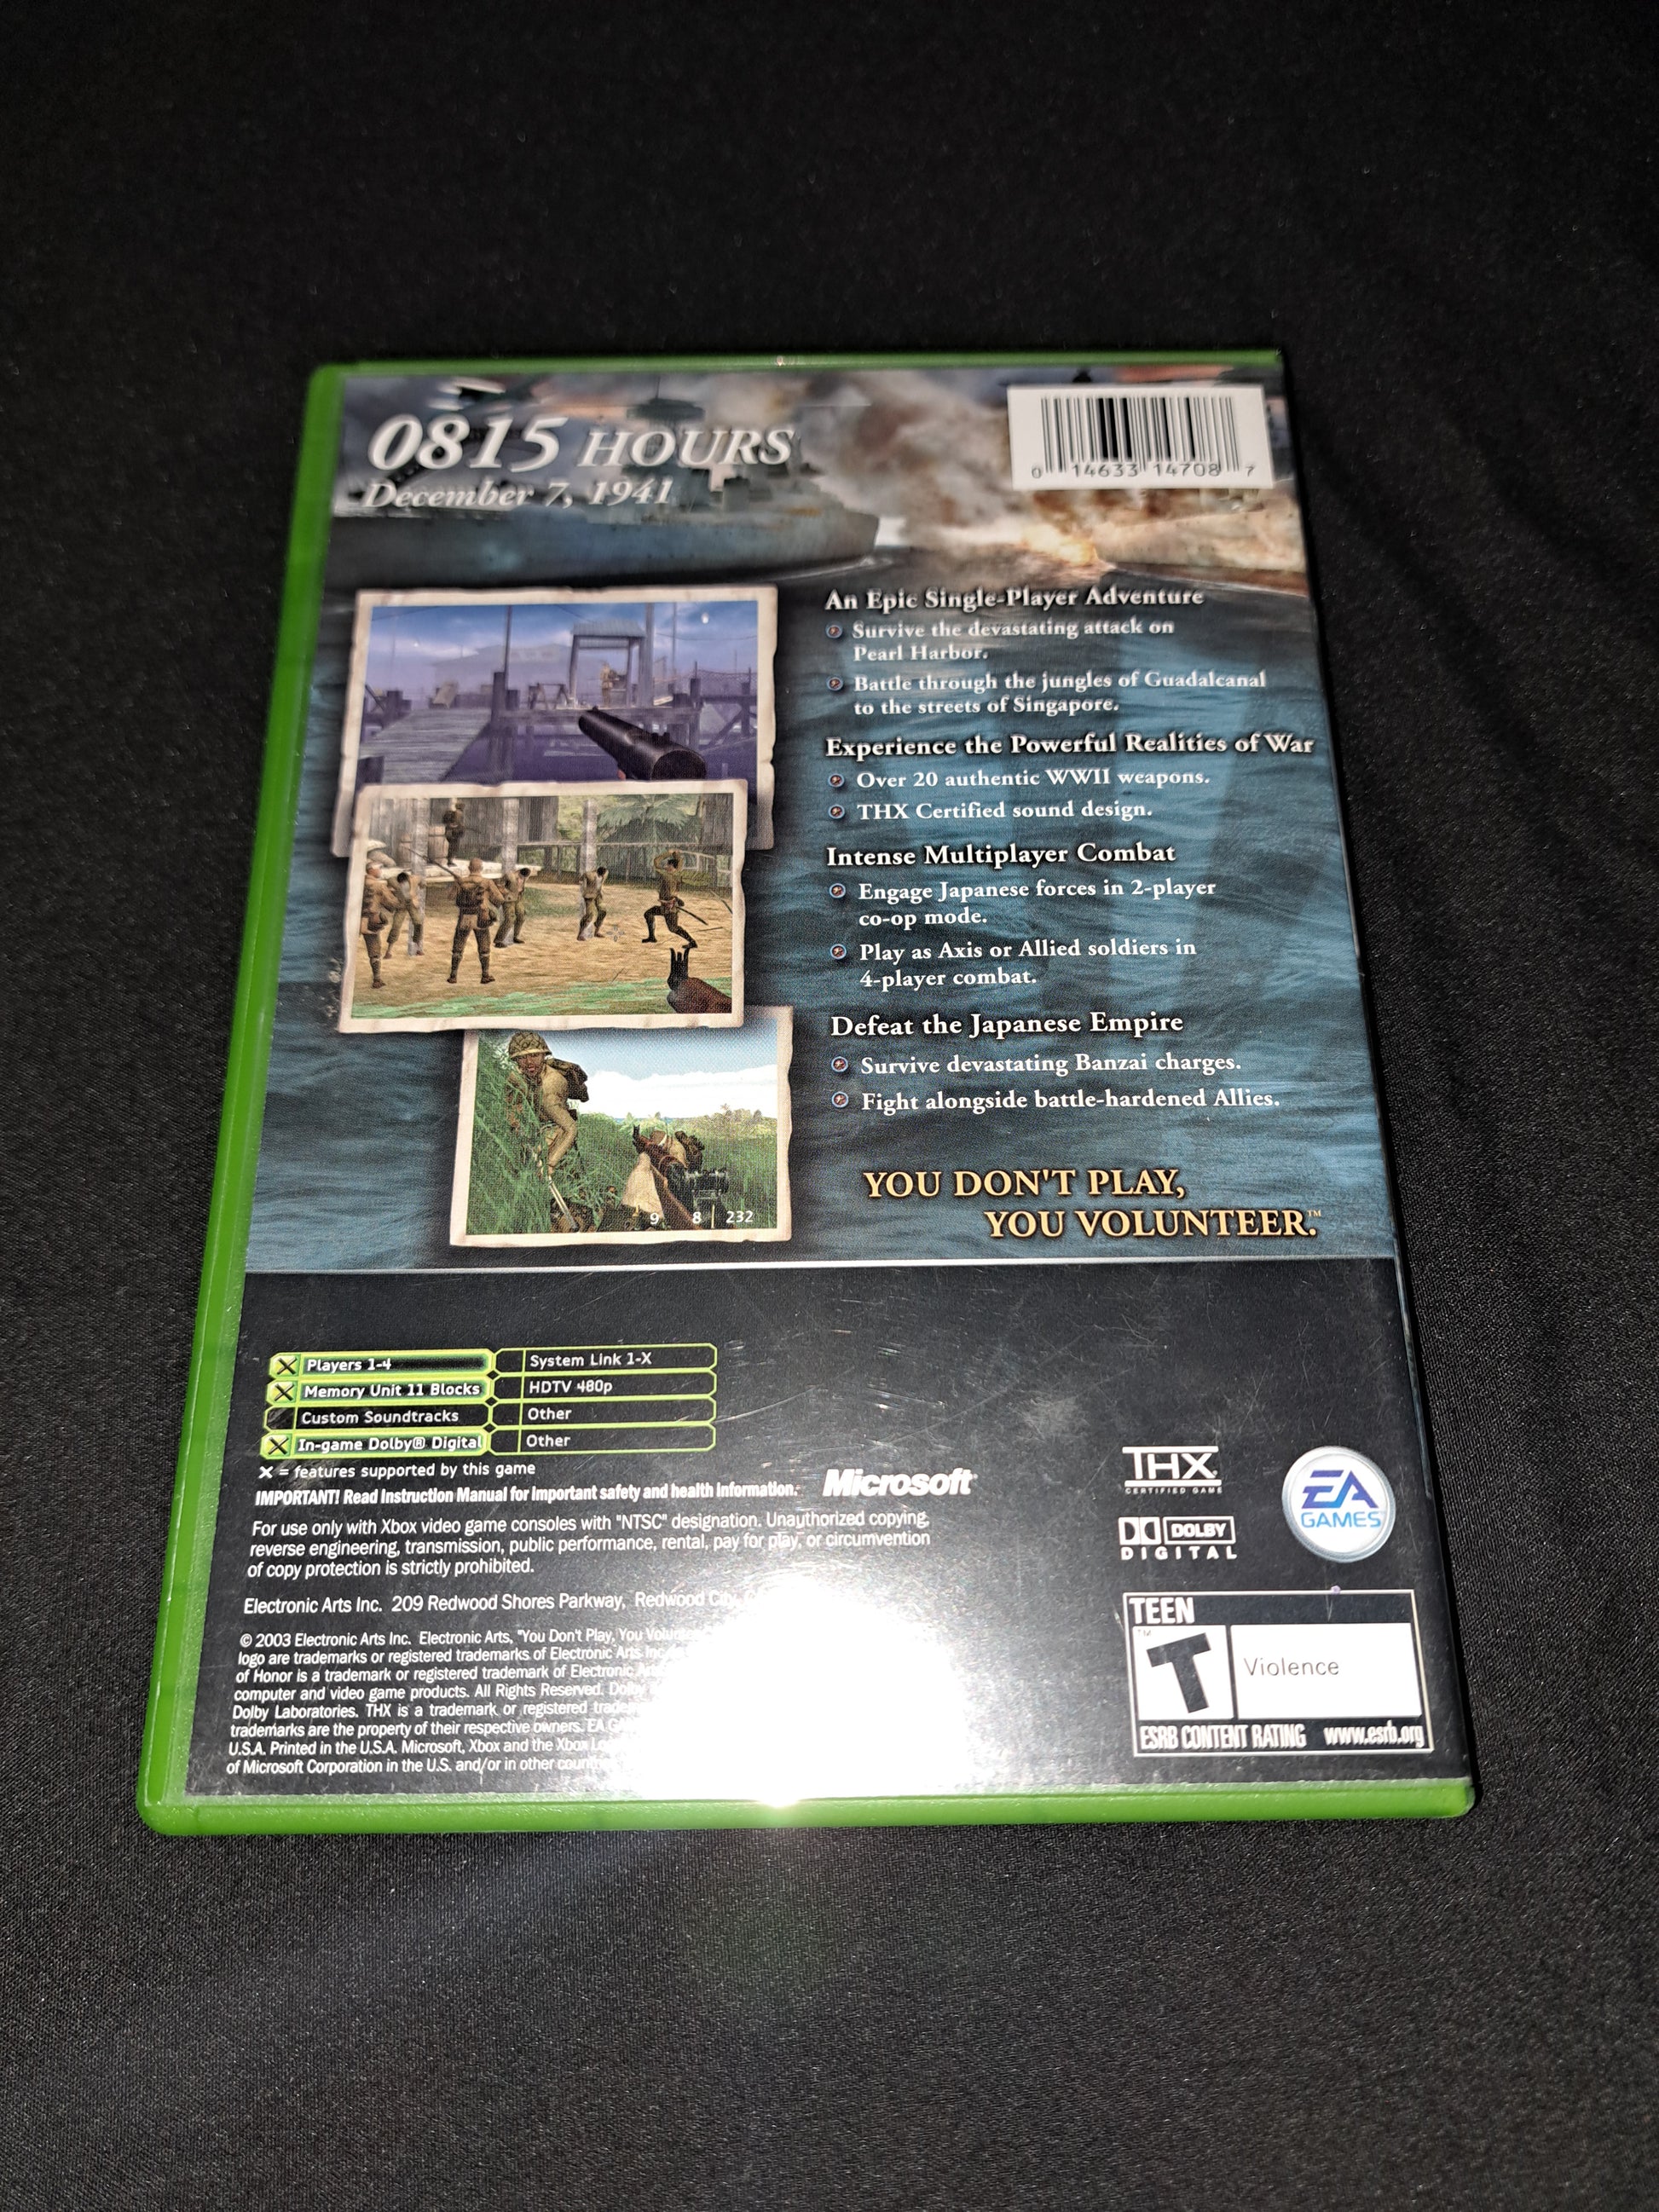 0815 HOURS
December 7, 1941
0 14633 14708 7
An Epic Single-Player Adventure
Survive the devastating attack on
Pearl Harbor.
Battle through the jungles of Guadalcanal
to the streets of Singapore.
Experience the Powerful Realities of War
Over 20 authentic WWII weapons.
THX Certified sound design.
Intense Multiplayer Combat
Engage Japanese forces in 2-player
co-op mode.
Play as Axis or Allied soldiers in
4-player combat.
Defeat the Japanese Empire
Survive devastating Banzai charges.
Fight alongside battle-hardened Allies.
9 8 232
YOU DON'T PLAY,
YOU VOLUNTEER.™
Players 1-4
System Link 1-X
Memory Unit 11 Blocks
HDTV 480p
Custom Soundtracks
Other
In-game Dolby® Digital
Other
X = features supported by this game
IMPORTANT! Read Instruction Manual for important safety and health information.
Microsoft
For use only with Xbox video game consoles with "NTSC" designation. Unauthorized copying,
reverse engineering, transmission, public performance, rental, pay for play, or circumvention
of copy protection is strictly prohibited.
Electronic Arts Inc. 209 Redwood Shores Parkway, Redwood City,
© 2003 Electronic Arts Inc. Electronic Arts, "You Don't Play, You
logo are trademarks or registered trademarks of Electronic Arts
of Honor is a trademark or registered trademark of Electronic
computer and video game products. All Rights Reserved. Dolby
Dolby Laboratories. THX is a trademark or registered
trademarks are the property of their respective owners. EA
U.S.A. Printed in the U.S.A. Microsoft, Xbox and the Xbox
of Microsoft Corporation in the U.S. and/or in other
THX
CERTIFIED GAME
DOLBY
DIGITAL
EA
GAMES™
TEEN
T
™
Violence
ESRB CONTENT RATING www.esrb.org